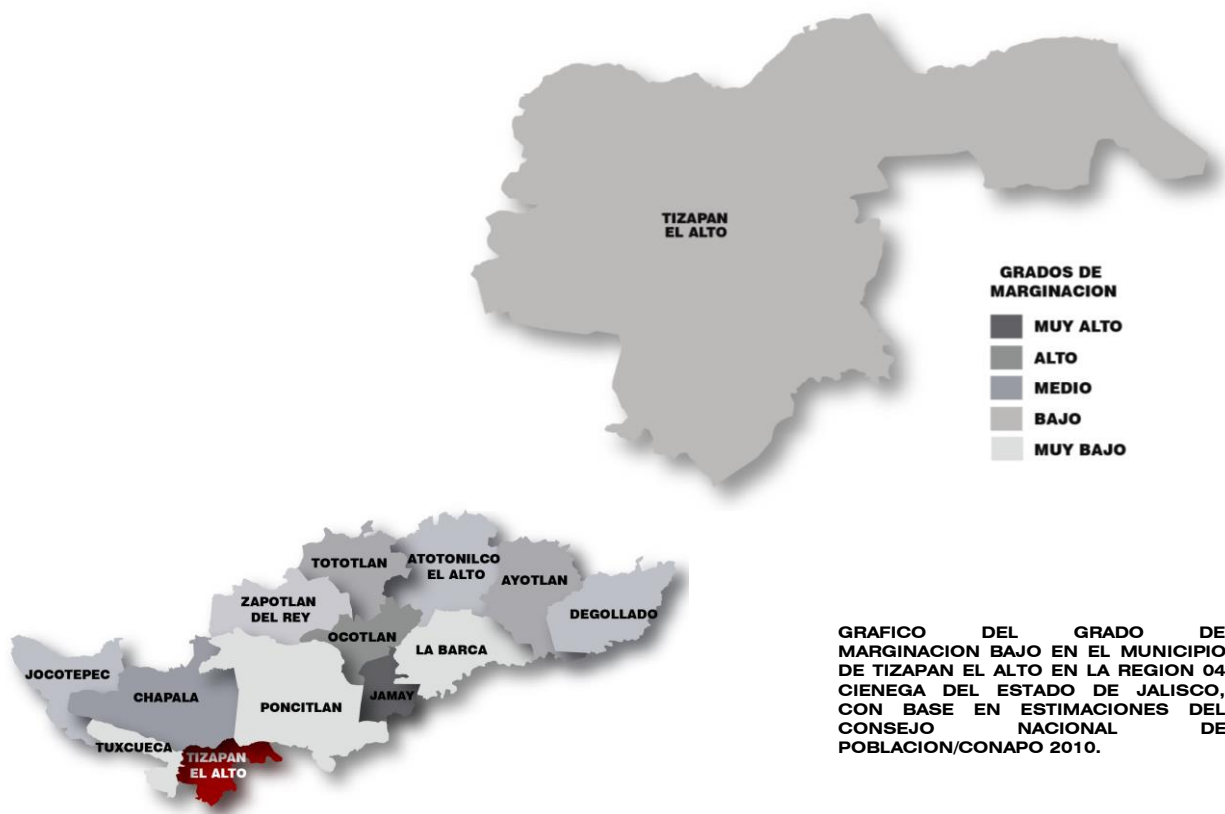 TIZAPAN
EL ALTO
GRADOS DE
MARGINACION
MUY ALTO
ALTO
MEDIO
BAJO
MUY BAJO
TOTOTLAN
ATOTONILCO
EL ALTO
AYOTLAN
ZAPOTLAN
DEL REY
DEGOLLADO
OCOTLAN
LA BARCA
JOCOTEPEC
CHAPALA
PONCITLAN
JAMAY
TUXCUECA
TIZAPAN
EL ALTO
GRAFICO DEL GRADO DE
MARGINACION BAJO EN EL MUNICIPIO
DE TIZAPAN EL ALTO EN LA REGION 04
CIENEGA DEL ESTADO DE JALISCO,
CON BASE EN ESTIMACIONES DEL
CONSEJO NACIONAL DE
POBLACION/CONAPO 2010.